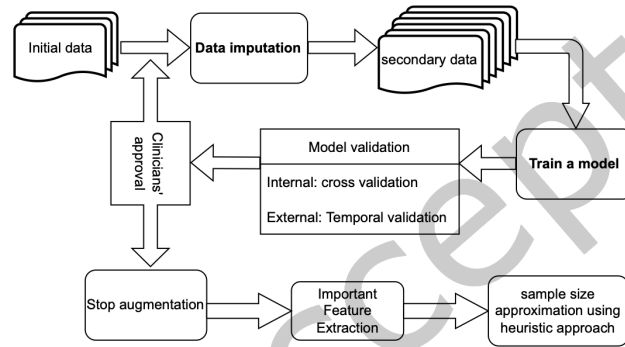 Initial data
Data imputation
secondary data
Train a model
Model validation
Internal: cross validation
External: Temporal validation
Clinicians'
approval
Stop augmentation
Important
Feature
Extraction
sample size
approximation using
heuristic approach
ccept